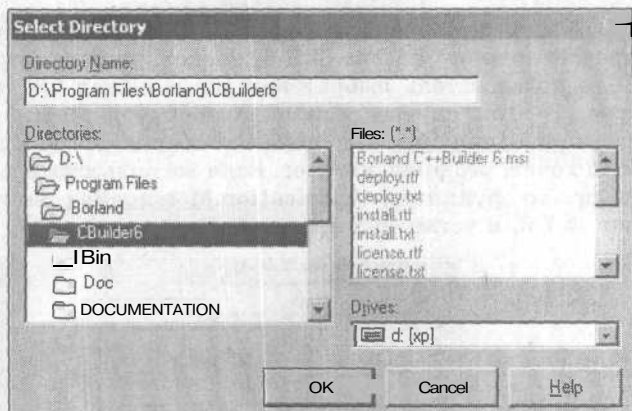 Select Directory
Directory Name:
D:\Program Files\Borland\CBuilder6
Directories:
D:\
Program Files
Borland
CBuilder6
_IBin
Doc
DOCUMENTATION
Files: (*.*)
Borland C++Builder 6.msi
deploy.rtf
deploy.txt
install.rtf
install.txt
license.rtf
license.txt
Drives:
d: [xp]
OK
Cancel
Help